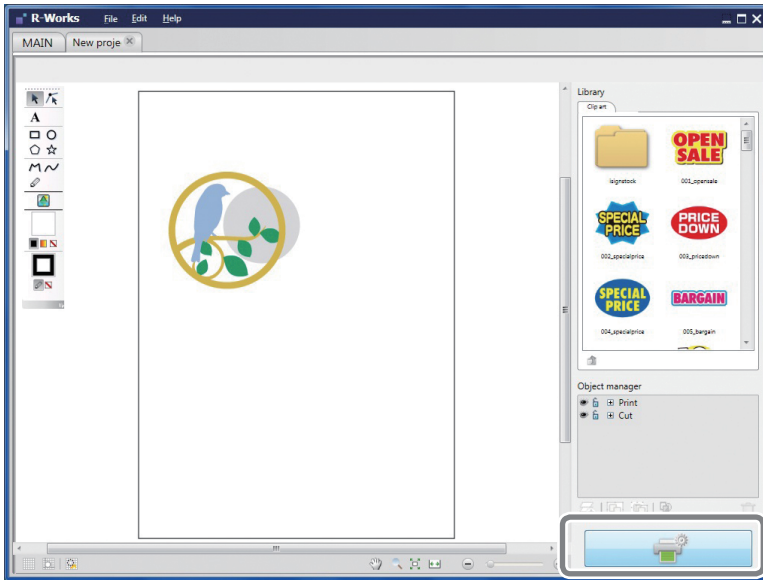 R-Works File Edit Help
MAIN New proje
A
Library
Clip art
OPEN
SALE
isignstock 001_opensale
SPECIAL
PRICE
PRICE
DOWN
002_specialprice 003_pricedown
SPECIAL
PRICE
BARGAIN
004_specialprice 005_bargain
Object manager
Print
Cut